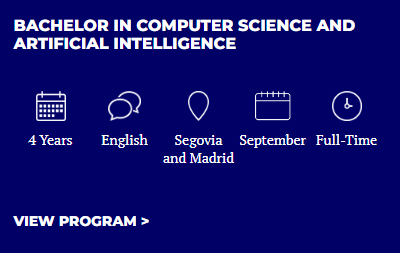 BACHELOR IN COMPUTER SCIENCE AND
ARTIFICIAL INTELLIGENCE
4 Years
English
Segovia
and Madrid
September
Full-Time
VIEW PROGRAM >